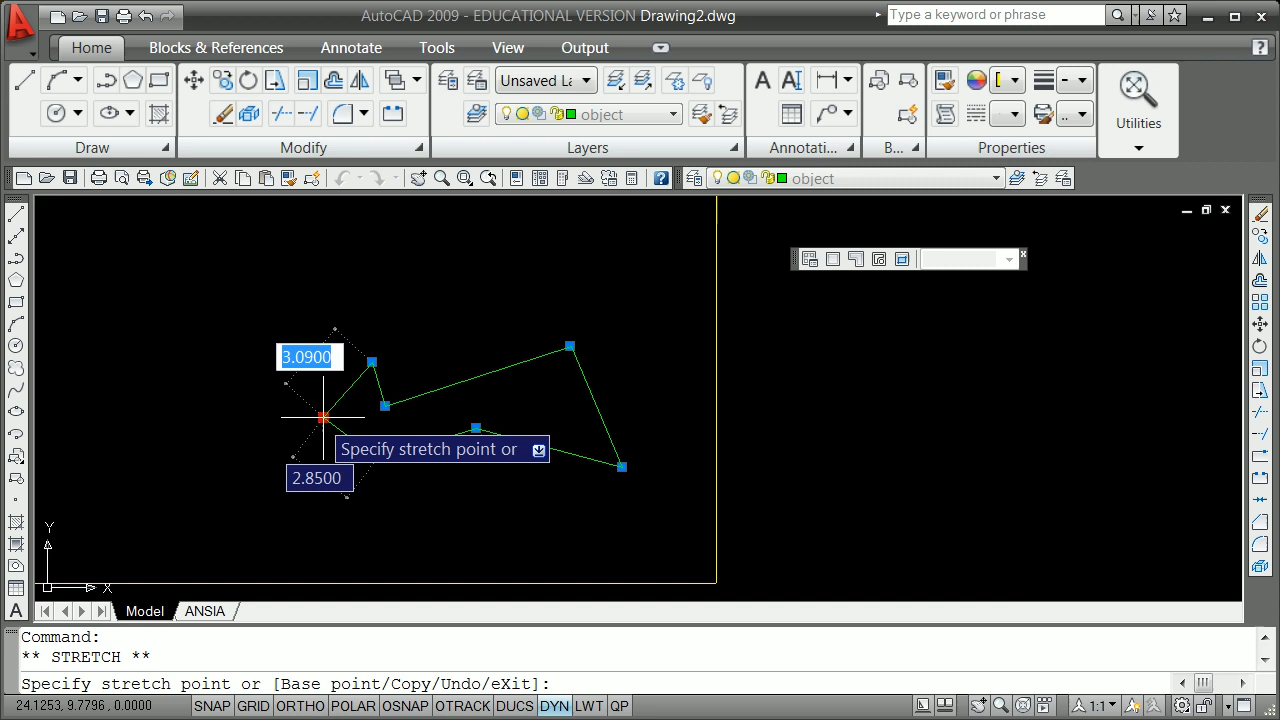 AutoCAD 2009 - EDUCATIONAL VERSION Drawing2.dwg
Type a keyword or phrase
Home Blocks & References Annotate Tools View Output
Unsaved La
object
Utilities
Draw Modify Layers Annotati... B... Properties
object
3.0900
Specify stretch point or
2.8500
Y
X
Model ANSIA
Command:
** STRETCH **
Specify stretch point or [Base point/Copy/Undo/eXit]:
24.1253, 9.7796, 0.0000 SNAP GRID ORTHO POLAR OSNAP OTRACK DUCS DYN LWT QP 1:1